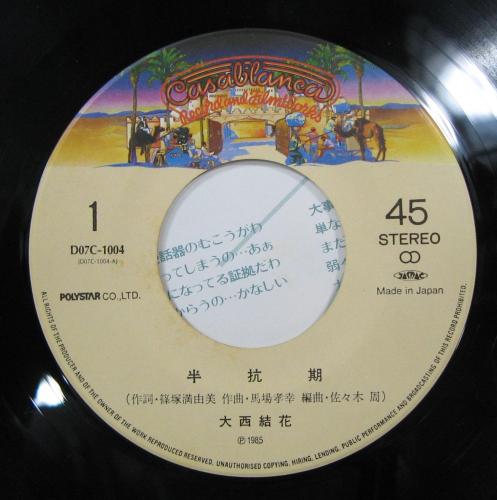 Casablanca
Record and FilmWorks
1
D07C-1004
(D07C-1004-A)
POLYSTAR CO.,LTD.
45
STEREO
Made in Japan
話器のむこうがわ
ってしまうの…あぁ
になってる証拠だわ
からうの…かなしい
大事
単な
また
弱
半抗期
(作詞・篠塚満由美 作曲・馬場孝幸 編曲・佐々木 周)
大西結花
Ⓟ1985
ALL RIGHTS OF THE PRODUCER AND OF THE OWNER OF THE WORK REPRODUCED RESERVED. UNAUTHORISED COPYING, HIRING, LENDING, PUBLIC PERFORMANCE AND BROADCASTING OF THIS RECORD PROHIBITED.